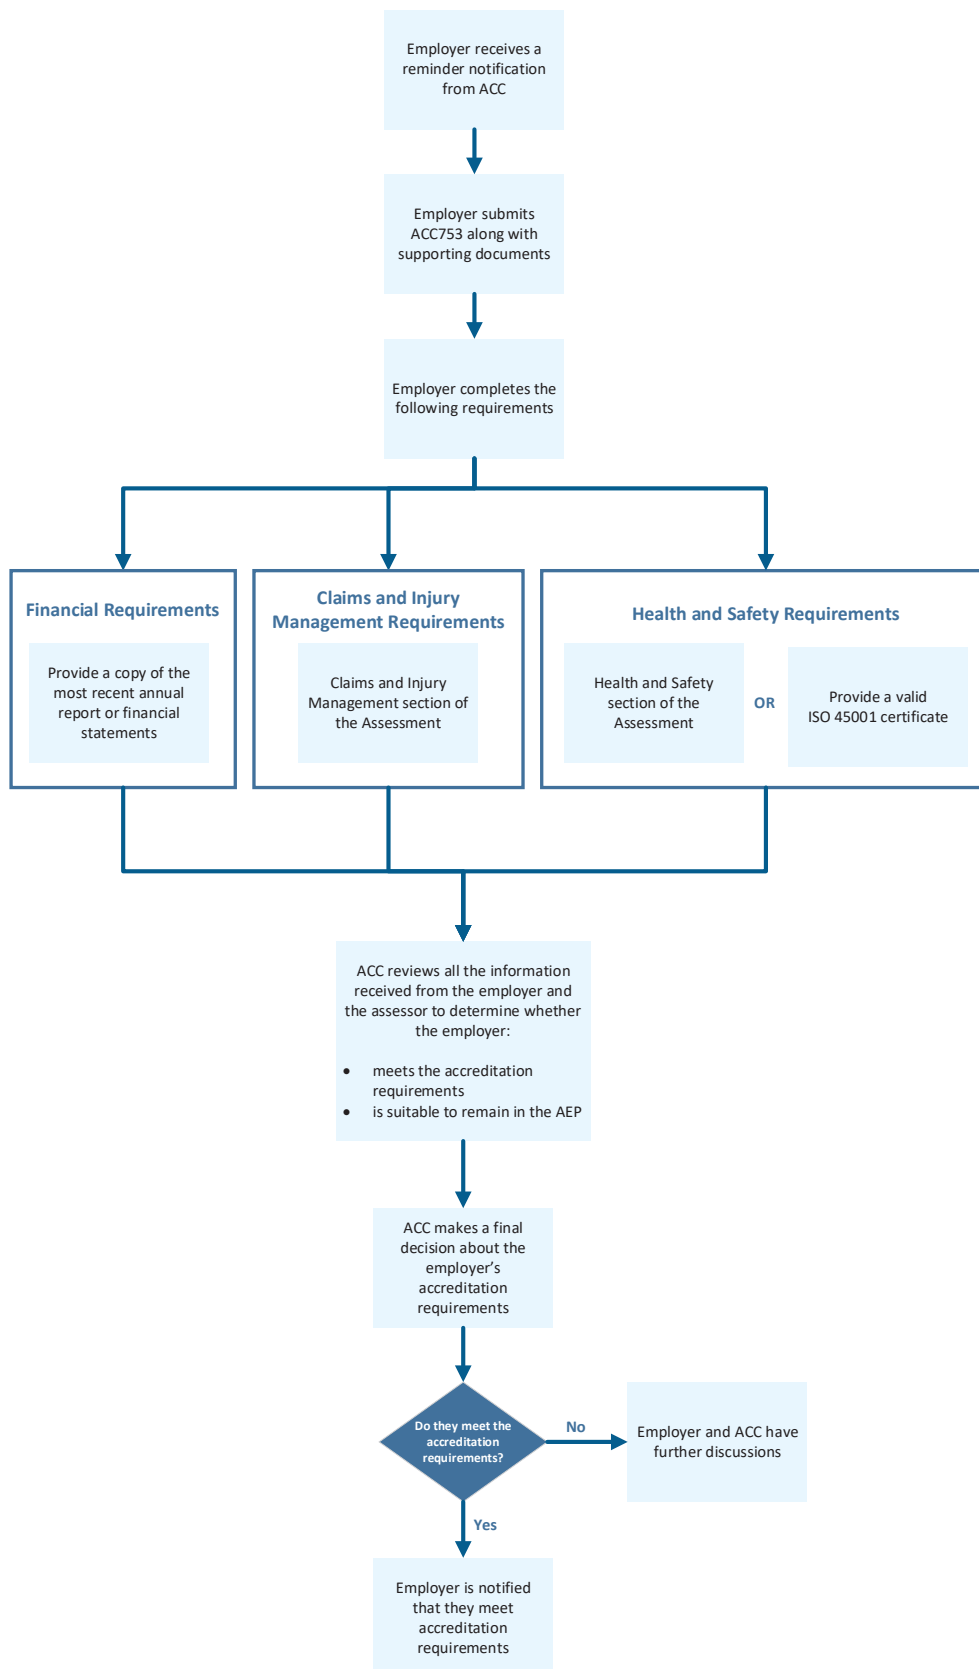 Employer receives a
reminder notification
from ACC
Employer submits
ACC753 along with
supporting documents
Employer completes the
following requirements
Financial Requirements
Provide a copy of the
most recent annual
report or financial
statements
Claims and Injury
Management Requirements
Claims and Injury
Management section of
the Assessment
Health and Safety Requirements
Health and Safety
section of the
Assessment
OR
Provide a valid
ISO 45001 certificate
ACC reviews all the information
received from the employer and
the assessor to determine whether
the employer:
• meets the accreditation
requirements
• is suitable to remain in the AEP
ACC makes a final
decision about the
employer’s
accreditation
requirements
Do they meet the
accreditation
requirements?
No
Employer and ACC have
further discussions
Yes
Employer is notified
that they meet
accreditation
requirements